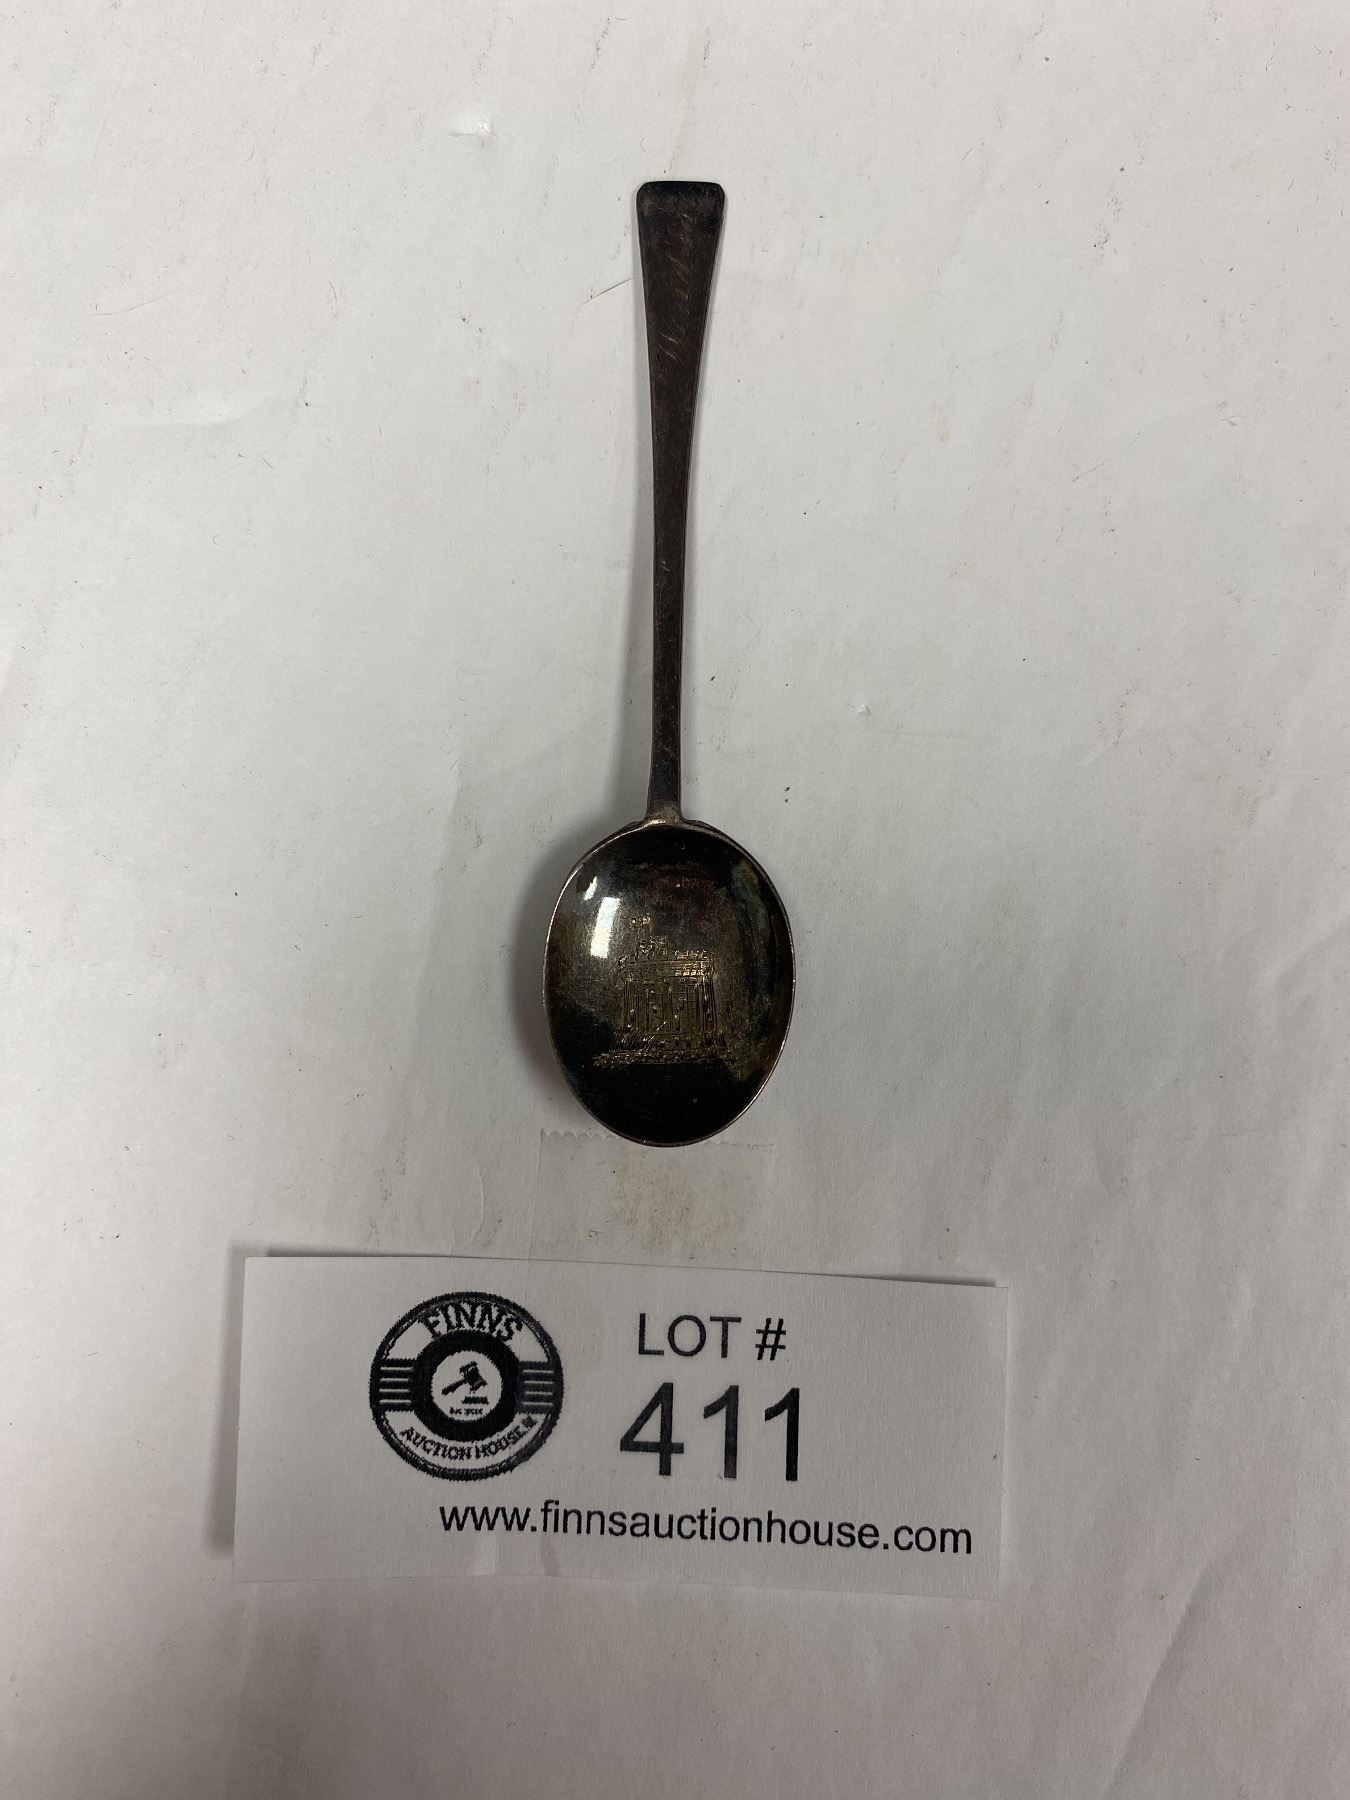 FINNS
AUCTION HOUSE
LOT #
411
www.finnsauctionhouse.com